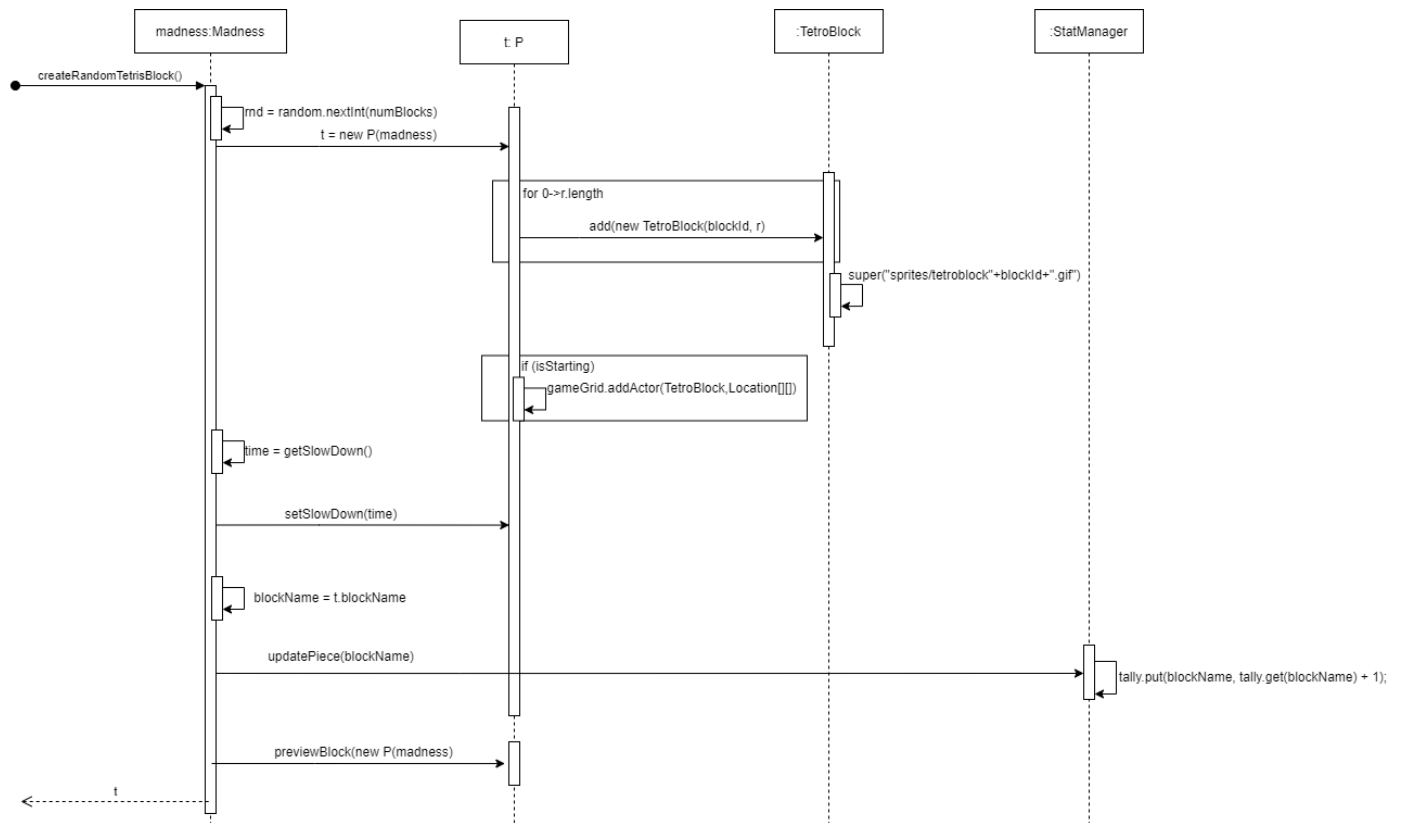 madness:Madness
t: P
:TetroBlock
:StatManager
createRandomTetrisBlock()
rnd = random.nextInt(numBlocks)
t = new P(madness)
for 0->r.length
add(new TetroBlock(blockId, r)
super("sprites/tetroblock"+blockId+".gif")
if (isStarting)
gameGrid.addActor(TetroBlock,Location[][])
time = getSlowDown()
setSlowDown(time)
blockName = t.blockName
updatePiece(blockName)
tally.put(blockName, tally.get(blockName) + 1);
previewBlock(new P(madness)
t